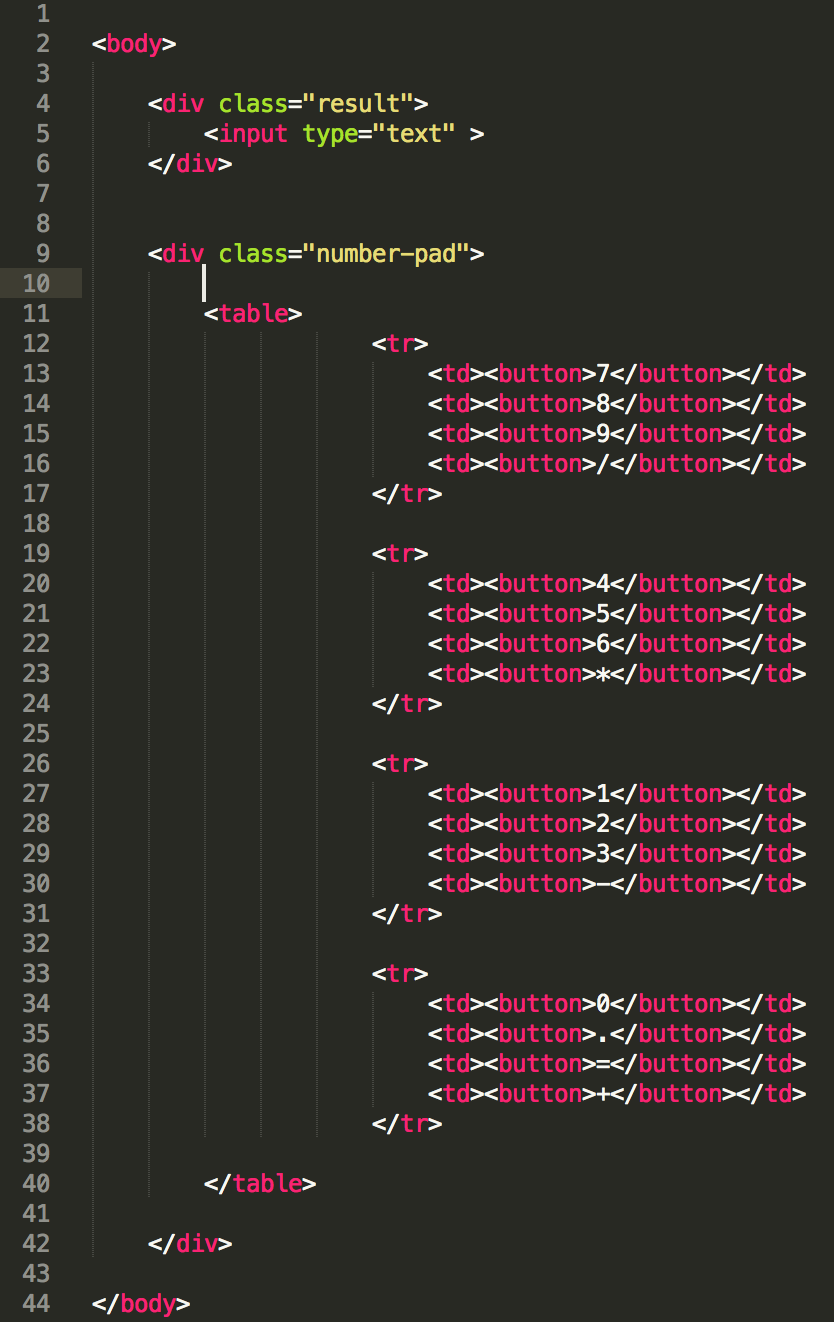 1
2 <body>
3
4 <div class="result">
5 <input type="text" >
6 </div>
7
8
9 <div class="number-pad">
10
11 <table>
12 <tr>
13 <td><button>7</button></td>
14 <td><button>8</button></td>
15 <td><button>9</button></td>
16 <td><button>/</button></td>
17 </tr>
18
19 <tr>
20 <td><button>4</button></td>
21 <td><button>5</button></td>
22 <td><button>6</button></td>
23 <td><button>*</button></td>
24 </tr>
25
26 <tr>
27 <td><button>1</button></td>
28 <td><button>2</button></td>
29 <td><button>3</button></td>
30 <td><button>-</button></td>
31 </tr>
32
33 <tr>
34 <td><button>0</button></td>
35 <td><button>.</button></td>
36 <td><button>=</button></td>
37 <td><button>+</button></td>
38 </tr>
39
40 </table>
41
42 </div>
43
44 </body>